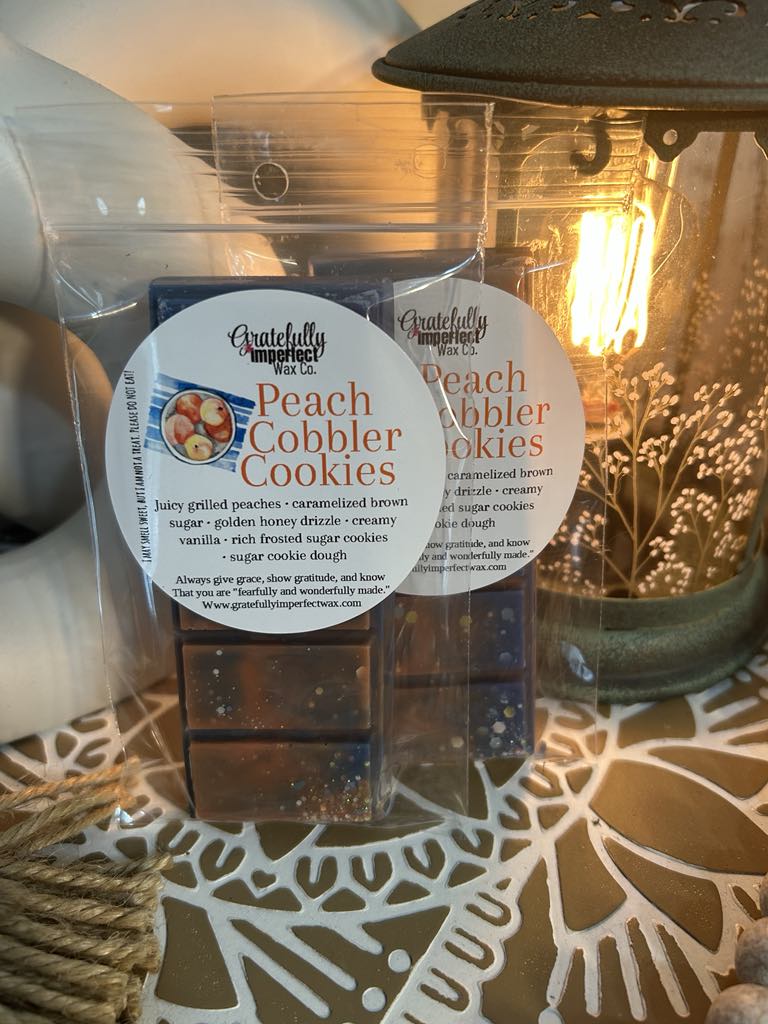 Gratefully
imperfect
Wax Co.
Peach
Cobbler
Cookies
I MAY SMELL SWEET, BUT I AM NOT A TREAT. PLEASE DO NOT EAT!
Juicy grilled peaches • caramelized brown
sugar • golden honey drizzle • creamy
vanilla • rich frosted sugar cookies
• sugar cookie dough
Always give grace, show gratitude, and know
That you are "fearfully and wonderfully made."
Www.gratefullyimperfectwax.com
Gratefully
imperfect
Wax Co.
Peach
obbler
ookies
caramelized brown
y drizzle • creamy
ed sugar cookies
okie dough
how gratitude, and know
ly and wonderfully made."
llyimperfectwax.com